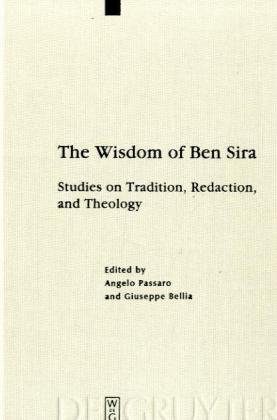 The Wisdom of Ben Sira
Studies on Tradition, Redaction,
and Theology
Edited by
Angelo Passaro
and Giuseppe Bellia
W
DE
G
DE GRUYTER